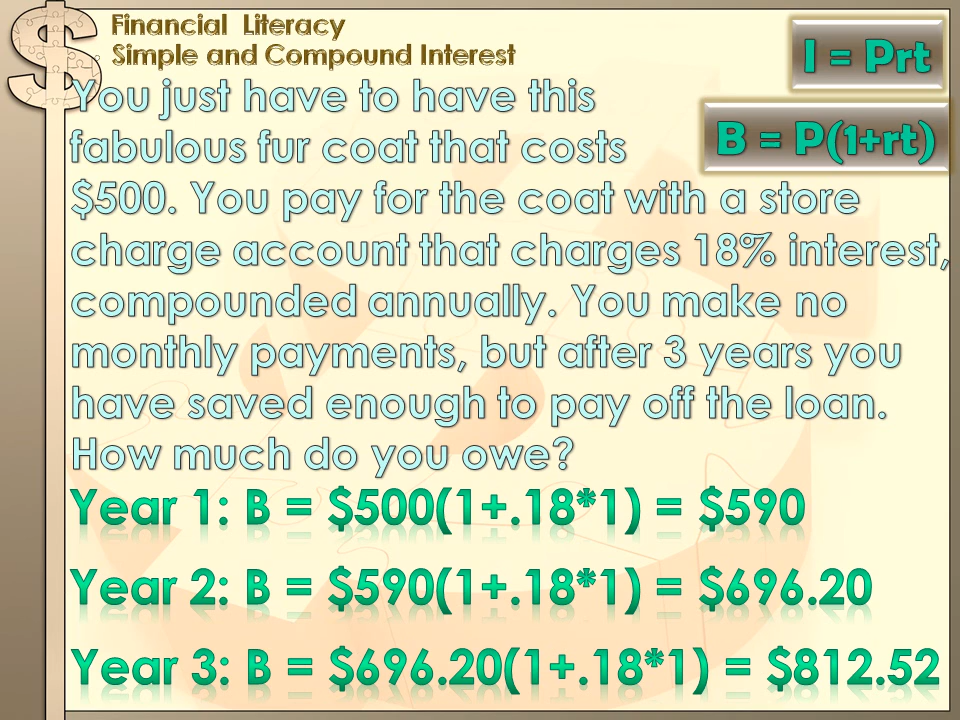 Financial Literacy
Simple and Compound Interest
I = Prt
B = P(1+rt)
You just have to have this
fabulous fur coat that costs
$500. You pay for the coat with a store
charge account that charges 18% interest,
compounded annually. You make no
monthly payments, but after 3 years you
have saved enough to pay off the loan.
How much do you owe?
Year 1: B = $500(1+.18*1) = $590
Year 2: B = $590(1+.18*1) = $696.20
Year 3: B = $696.20(1+.18*1) = $812.52